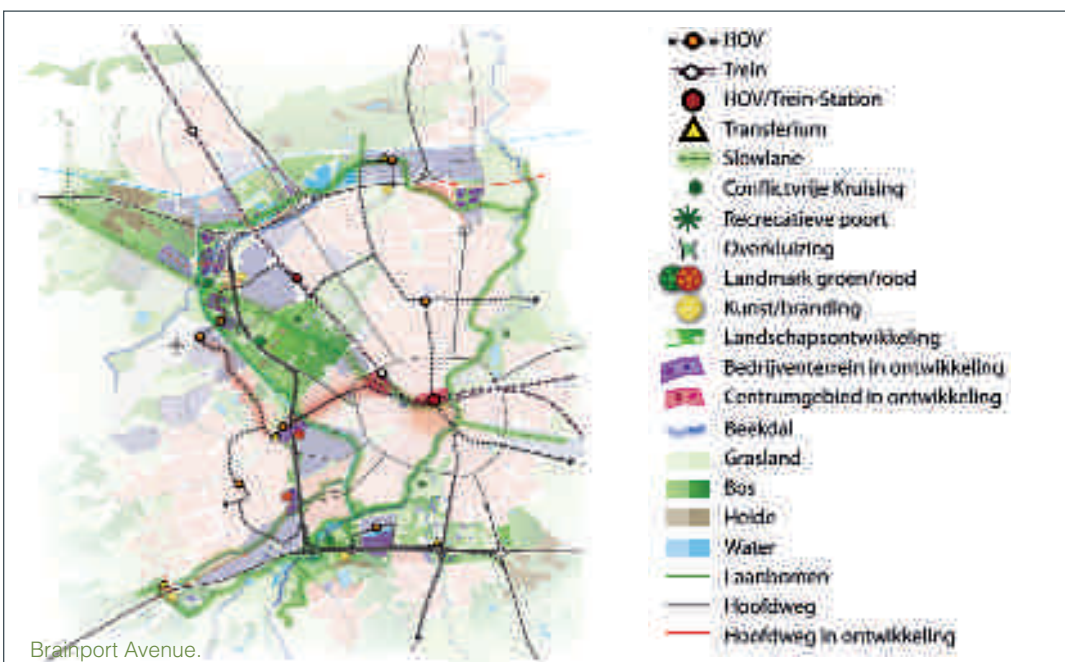 HOV
Trein
HOV/Trein-Station
Transferium
Slowlane
Conflictvrije Kruising
Recreatieve poort
Overkluizing
Landmark groen/rood
Kunst/branding
Landschapsontwikkeling
Bedrijventerrein in ontwikkeling
Centrumgebied in ontwikkeling
Beekdal
Grasland
Bos
Heide
Water
Laanbomen
Hoofdweg
Hoofdweg in ontwikkeling
Brainport Avenue.